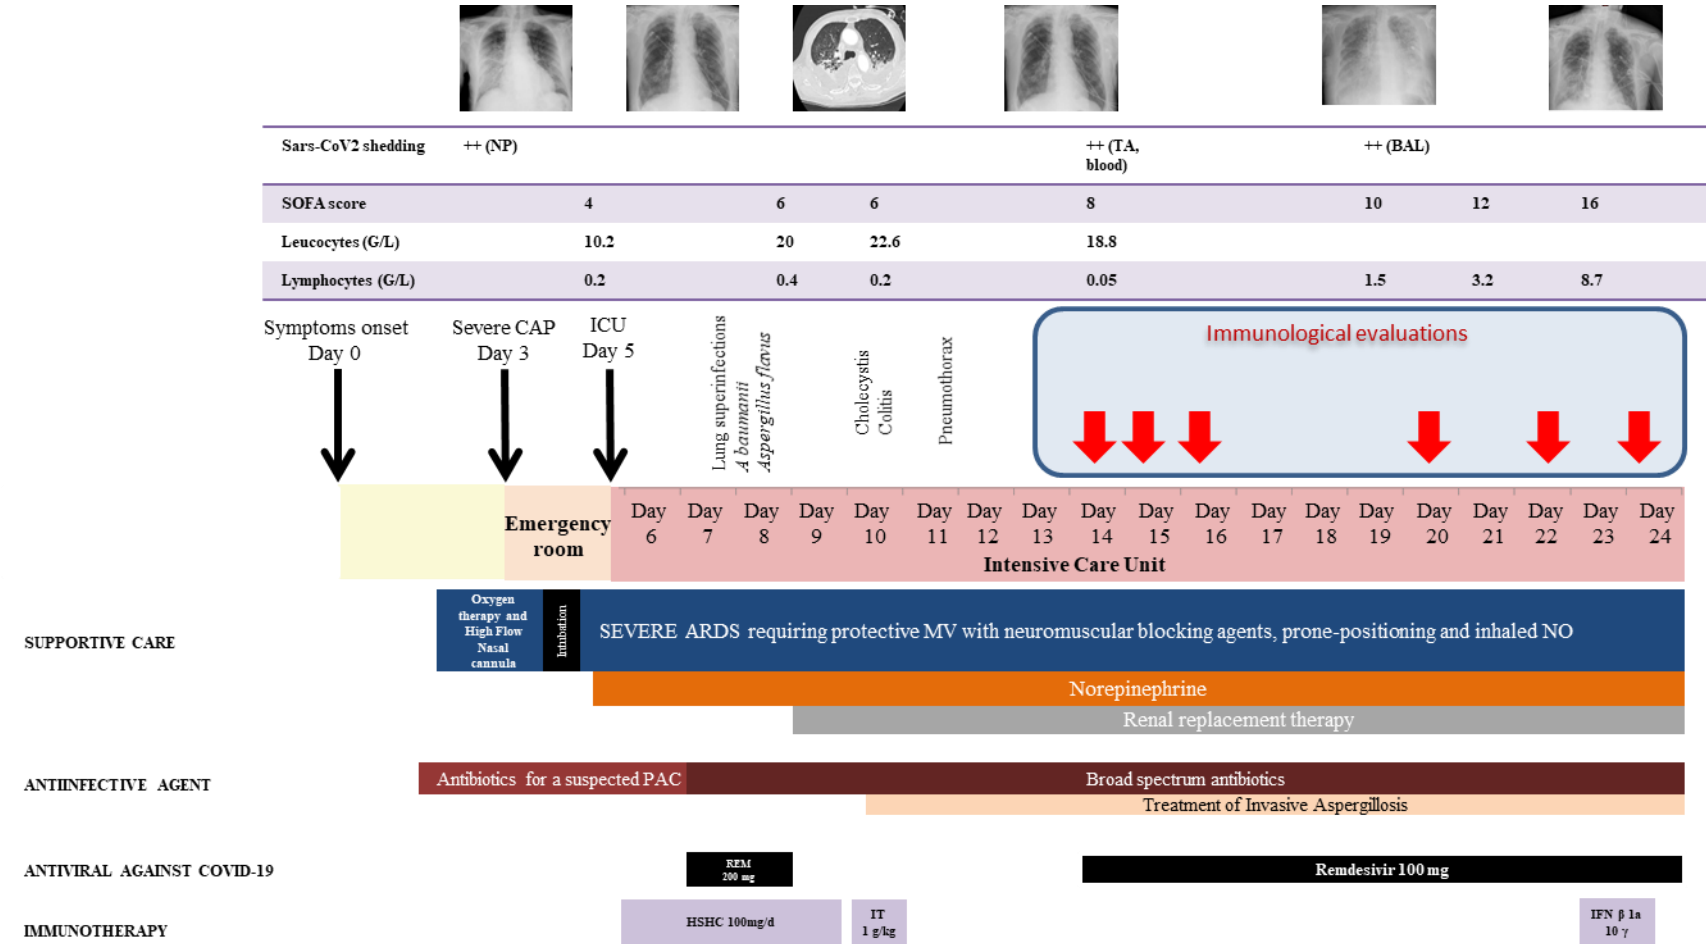 Sars-CoV2 shedding ++ (NP) ++ (TA, blood) ++ (BAL)
SOFA score 4 6 6 8 10 12 16
Leucocytes (G/L) 10.2 20 22.6 18.8
Lymphocytes (G/L) 0.2 0.4 0.2 0.05 1.5 3.2 8.7
Symptoms onset
Day 0
Severe CAP
Day 3
ICU
Day 5
Lung superinfections
A baumanii
Aspergillus flavus
Cholecystis
Colitis
Pneumothorax
Immunological evaluations
Emergency
room
Day 6
Day 7
Day 8
Day 9
Day 10
Day 11
Day 12
Day 13
Day 14
Day 15
Day 16
Day 17
Day 18
Day 19
Day 20
Day 21
Day 22
Day 23
Day 24
Intensive Care Unit
SUPPORTIVE CARE
Oxygen
therapy and
High Flow
Nasal
cannula
Intubation
SEVERE ARDS requiring protective MV with neuromuscular blocking agents, prone-positioning and inhaled NO
Norepinephrine
Renal replacement therapy
ANTIINFECTIVE AGENT
Antibiotics for a suspected PAC
Broad spectrum antibiotics
Treatment of Invasive Aspergillosis
ANTIVIRAL AGAINST COVID-19
REM
200 mg
Remdesivir 100 mg
IMMUNOTHERAPY
HSHC 100mg/d
IT
1 g/kg
IFN β 1a
10 γ